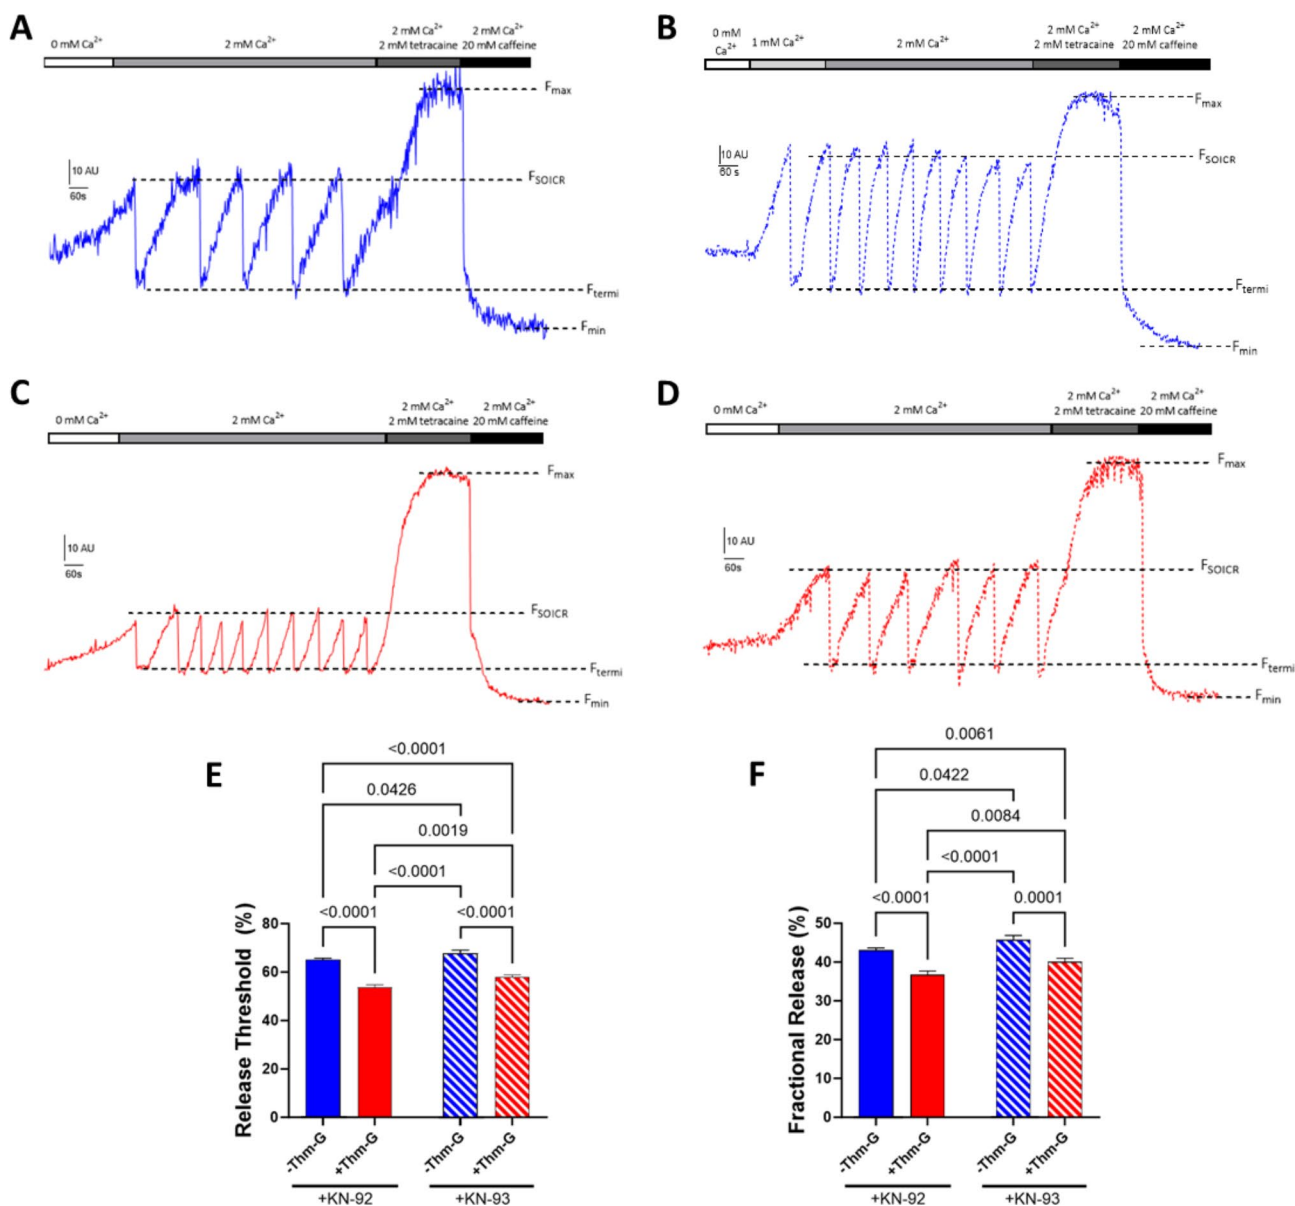 A
0 mM Ca²⁺
2 mM Ca²⁺
2 mM Ca²⁺
2 mM tetracaine
2 mM Ca²⁺
20 mM caffeine
Fmax
10 AU
60s
FSOICR
Ftermi
Fmin
B
0 mM
Ca²⁺
1 mM Ca²⁺
2 mM Ca²⁺
2 mM Ca²⁺
2 mM tetracaine
2 mM Ca²⁺
20 mM caffeine
Fmax
10 AU
60 s
FSOICR
Ftermi
Fmin
C
0 mM Ca²⁺
2 mM Ca²⁺
2 mM Ca²⁺
2 mM tetracaine
2 mM Ca²⁺
20 mM caffeine
Fmax
10 AU
60s
FSOICR
Ftermi
Fmin
D
0 mM Ca²⁺
2 mM Ca²⁺
2 mM Ca²⁺
2 mM tetracaine
2 mM Ca²⁺
20 mM caffeine
Fmax
10 AU
60s
FSOICR
Ftermi
Fmin
E
<0.0001
0.0426
0.0019
<0.0001
<0.0001
<0.0001
Release Threshold (%)
80
60
40
20
0
-Thm-G
+Thm-G
-Thm-G
+Thm-G
+KN-92
+KN-93
F
0.0061
0.0422
0.0084
<0.0001
<0.0001
0.0001
Fractional Release (%)
50
40
30
20
10
0
-Thm-G
+Thm-G
-Thm-G
+Thm-G
+KN-92
+KN-93